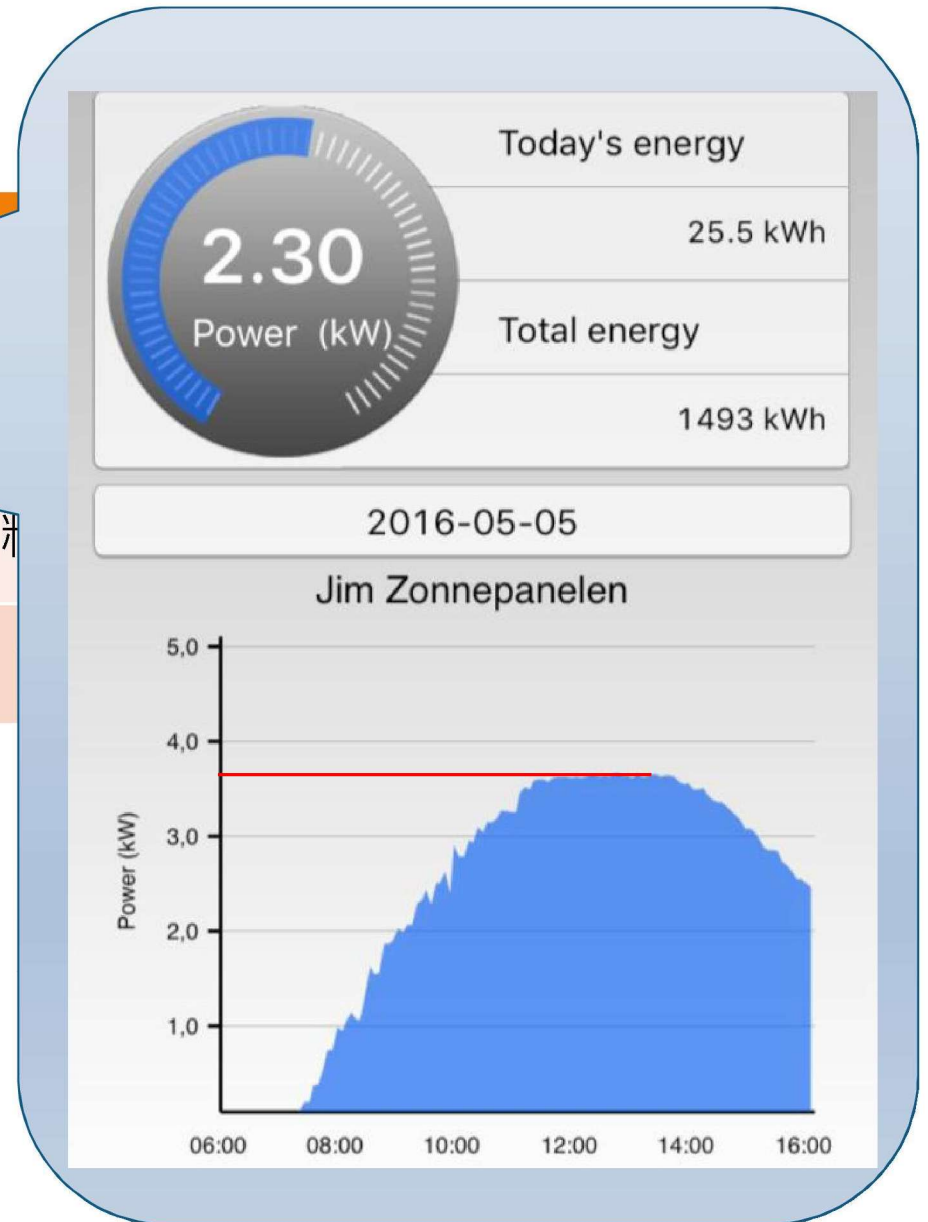 2.30
Power (kW)
Today's energy
25.5 kWh
Total energy
1493 kWh
2016-05-05
Jim Zonnepanelen
5,0
4,0
3,0
2,0
1,0
Power (kW)
06:00 08:00 10:00 12:00 14:00 16:00